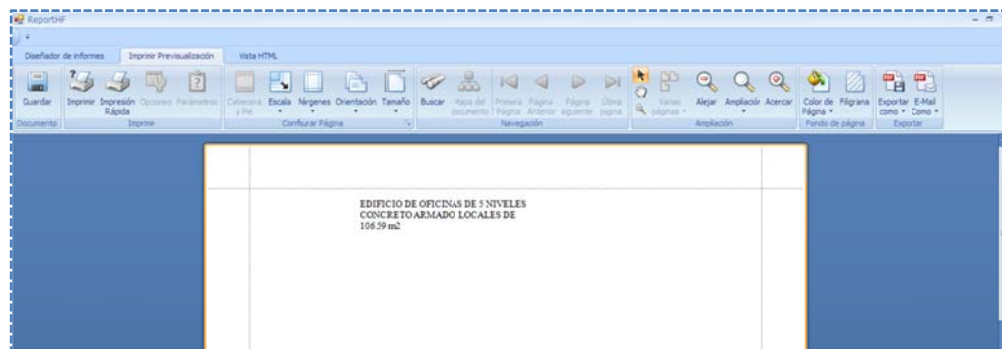 ReportHF
Diseñador de informes Imprimir Previsualización Vista HTML
Guardar Imprimir Impresión Rápida Opciones Parámetros Cabecera y Pié Escala Márgenes Orientación Tamaño Buscar Mapa del documento Primera Página Página Anterior Página siguiente Última página Varias páginas Alejar Ampliación Acercar Color de Página Filigrana Exportar como E-Mail Como
Documento Imprimir Confiurar Página Navegación Ampliación Fondo de página Exportar
EDIFICIO DE OFICINAS DE 5 NIVELES
CONCRETO ARMADO LOCALES DE
106.59 m2